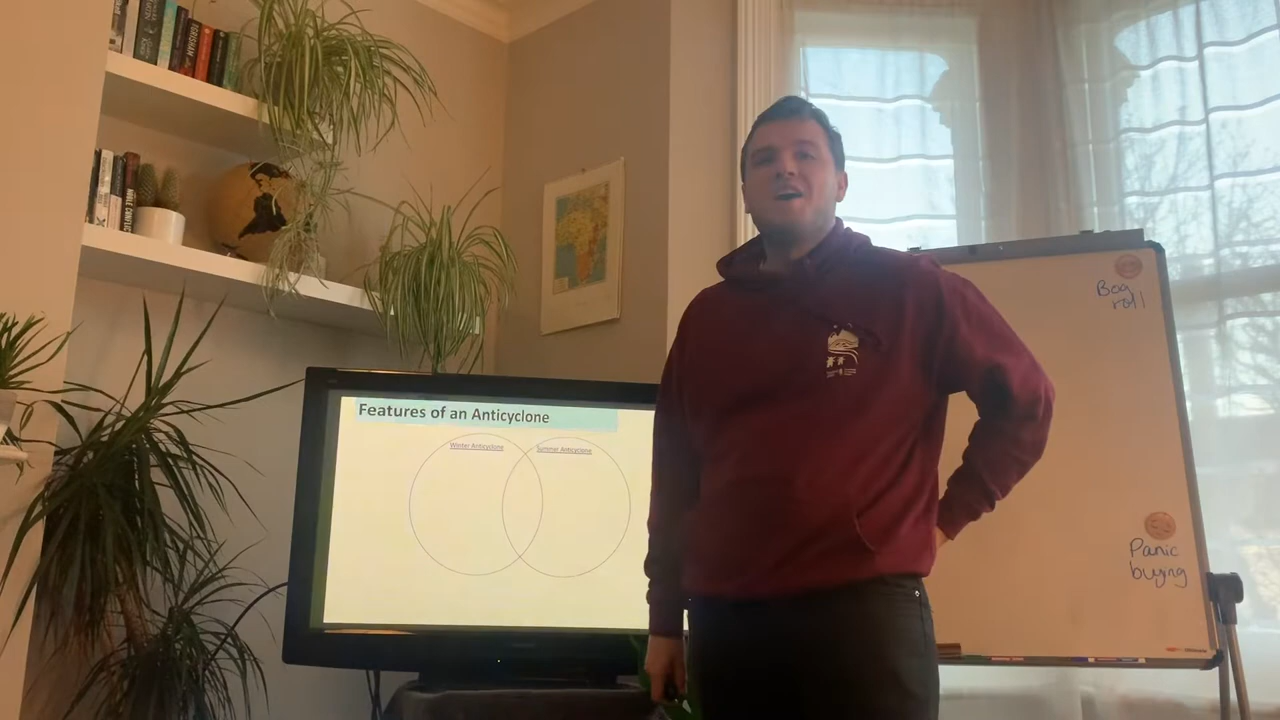 Features of an Anticyclone
Winter Anticyclone
Summer Anticyclone
Bog
roll
Panic
buying